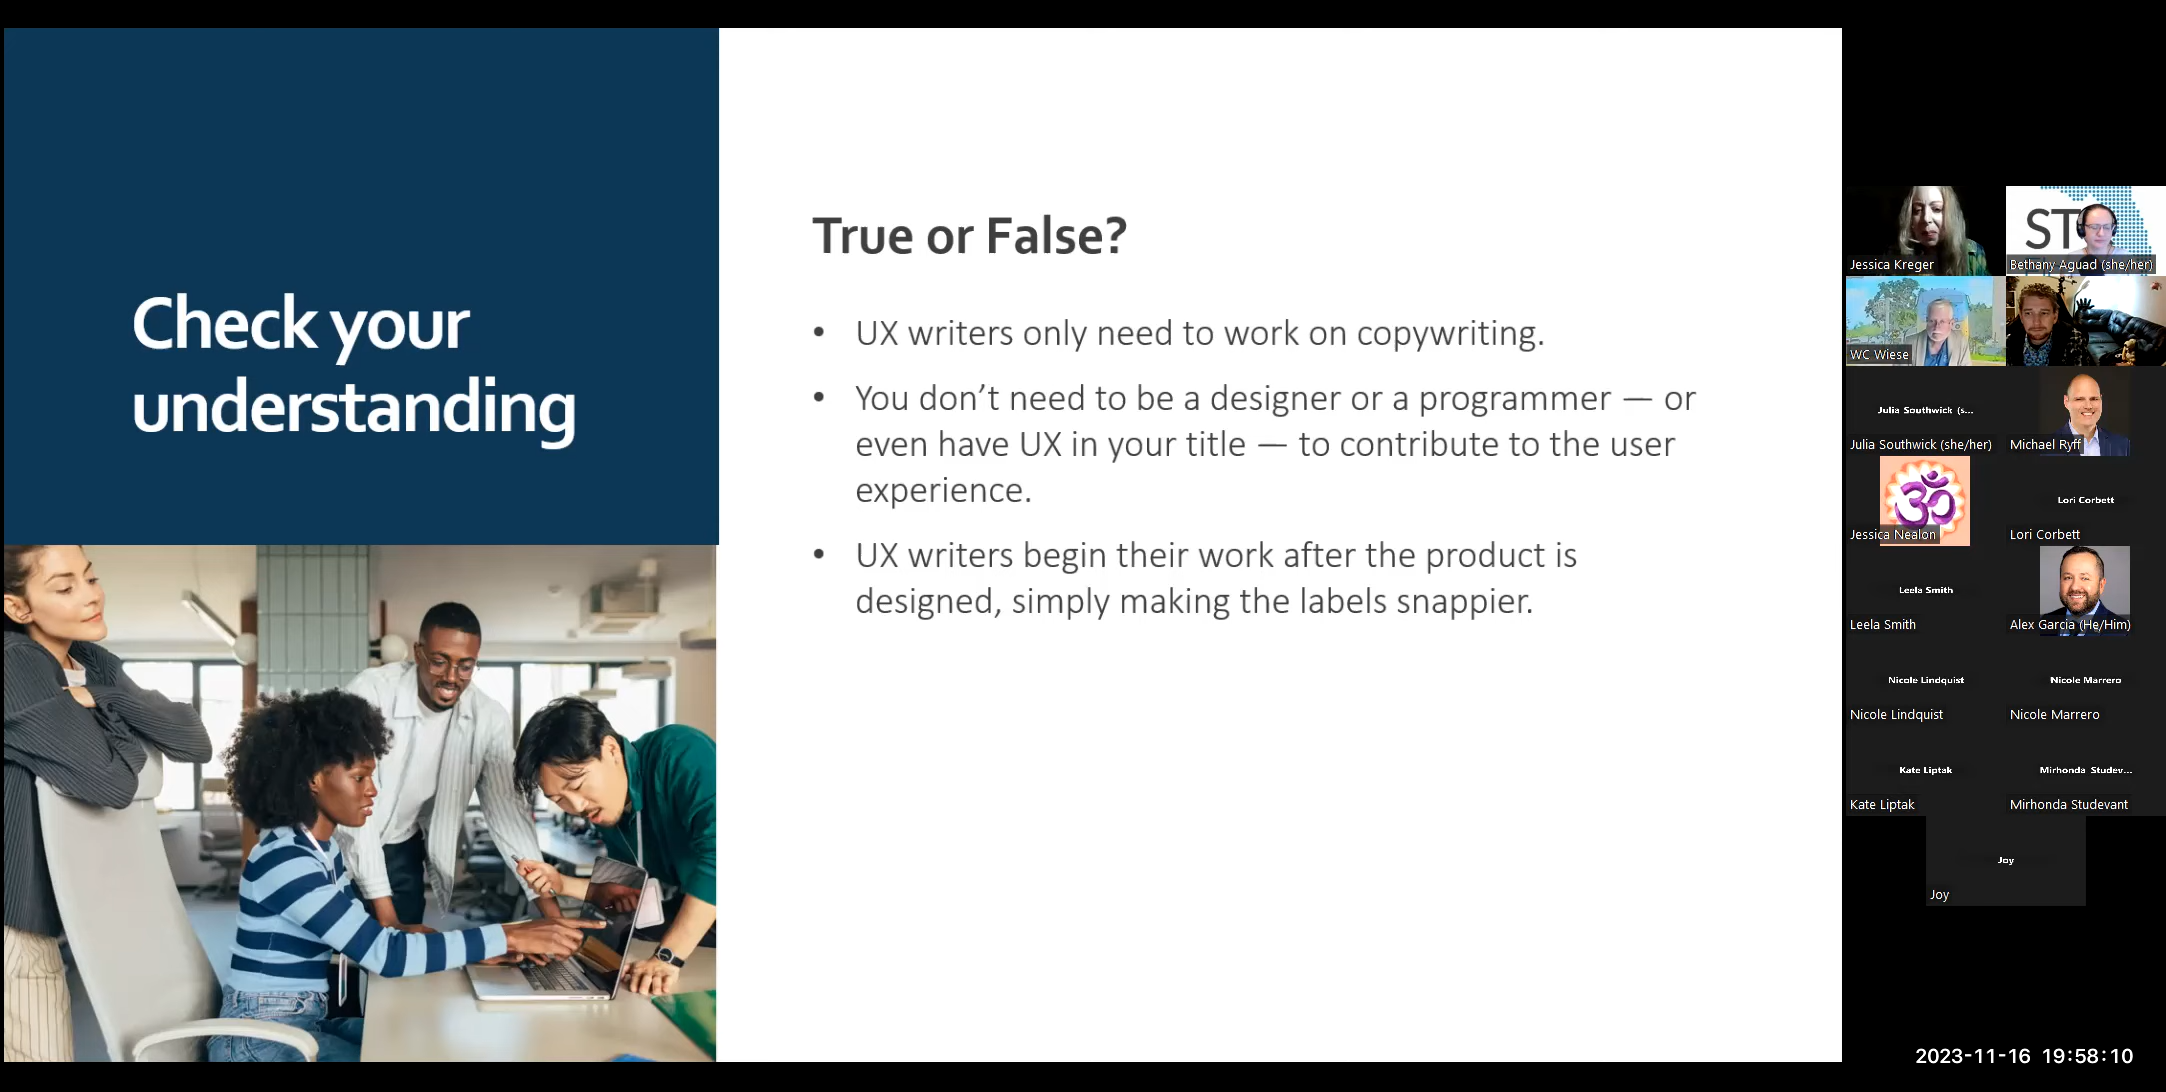 Check your
understanding
True or False?
• UX writers only need to work on copywriting.
• You don’t need to be a designer or a programmer — or
even have UX in your title — to contribute to the user
experience.
• UX writers begin their work after the product is
designed, simply making the labels snappier.
Jessica Kreger
ST
Bethany Aguad (she/her)
WC Wiese
Julia Southwick (s...
Julia Southwick (she/her)
Michael Ryff
ॐ
Jessica Nealon
Lori Corbett
Lori Corbett
Leela Smith
Leela Smith
Alex Garcia (He/Him)
Nicole Lindquist
Nicole Lindquist
Nicole Marrero
Nicole Marrero
Kate Liptak
Kate Liptak
Mirhonda Studev...
Mirhonda Studevant
Joy
Joy
2023-11-16 19:58:10